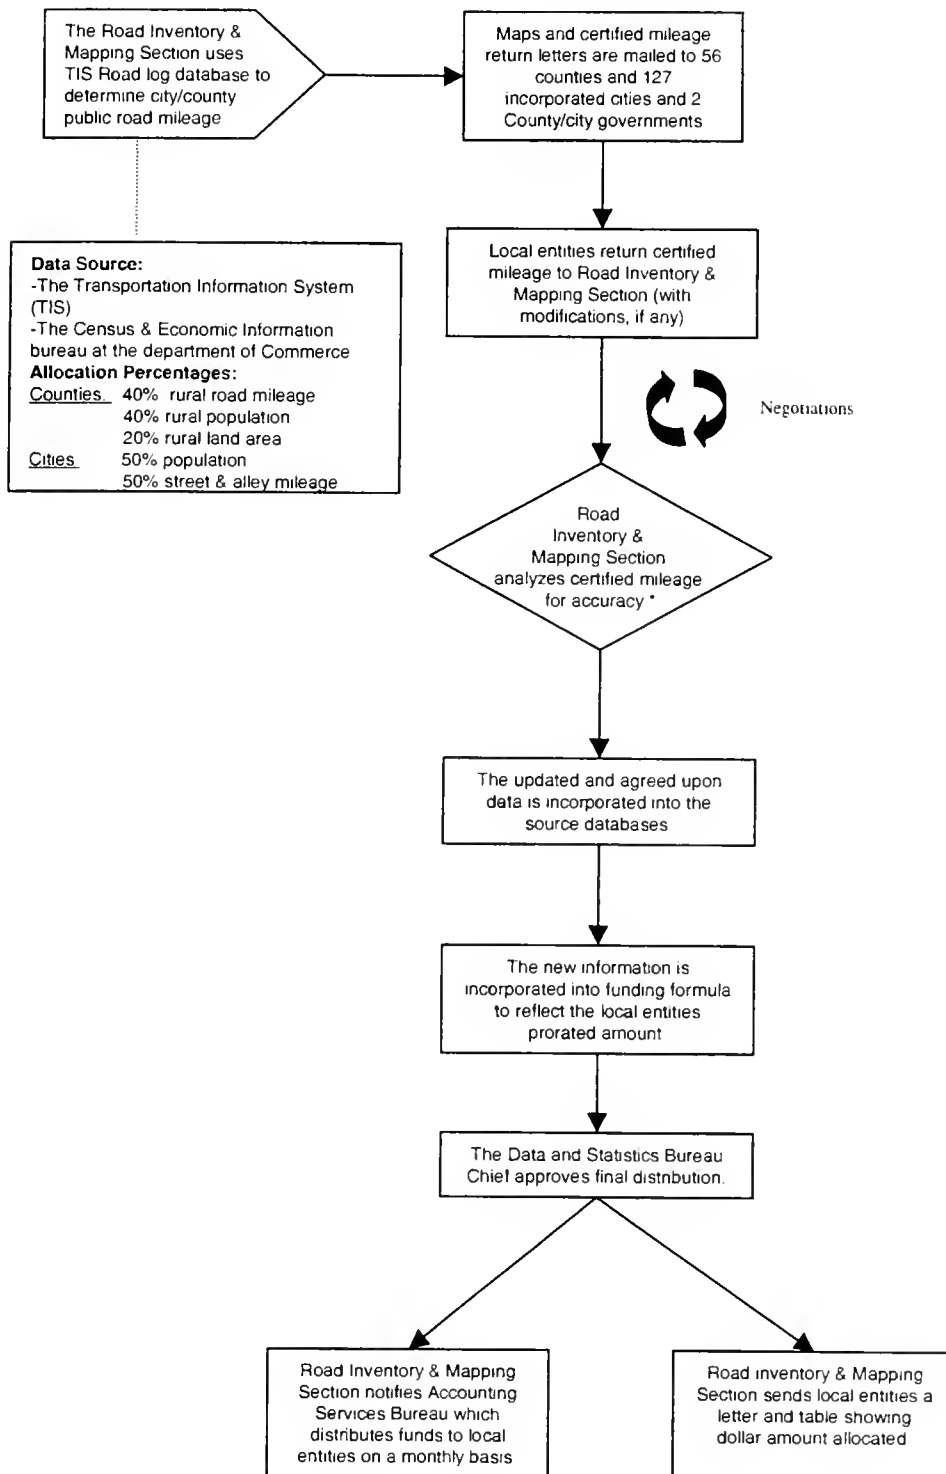 The Road Inventory &
Mapping Section uses
TIS Road log database to
determine city/county
public road mileage
Maps and certified mileage
return letters are mailed to 56
counties and 127
incorporated cities and 2
County/city governments
Local entities return certified
mileage to Road Inventory &
Mapping Section (with
modifications, if any)
Data Source:
-The Transportation Information System
(TIS)
-The Census & Economic Information
bureau at the department of Commerce
Allocation Percentages:
Counties. 40% rural road mileage
40% rural population
20% rural land area
Cities 50% population
50% street & alley mileage
Negotiations
Road
Inventory &
Mapping Section
analyzes certified mileage
for accuracy *
The updated and agreed upon
data is incorporated into the
source databases
The new information is
incorporated into funding formula
to reflect the local entities
prorated amount
The Data and Statistics Bureau
Chief approves final distribution.
Road Inventory & Mapping
Section notifies Accounting
Services Bureau which
distributes funds to local
entities on a monthly basis
Road inventory & Mapping
Section sends local entities a
letter and table showing
dollar amount allocated